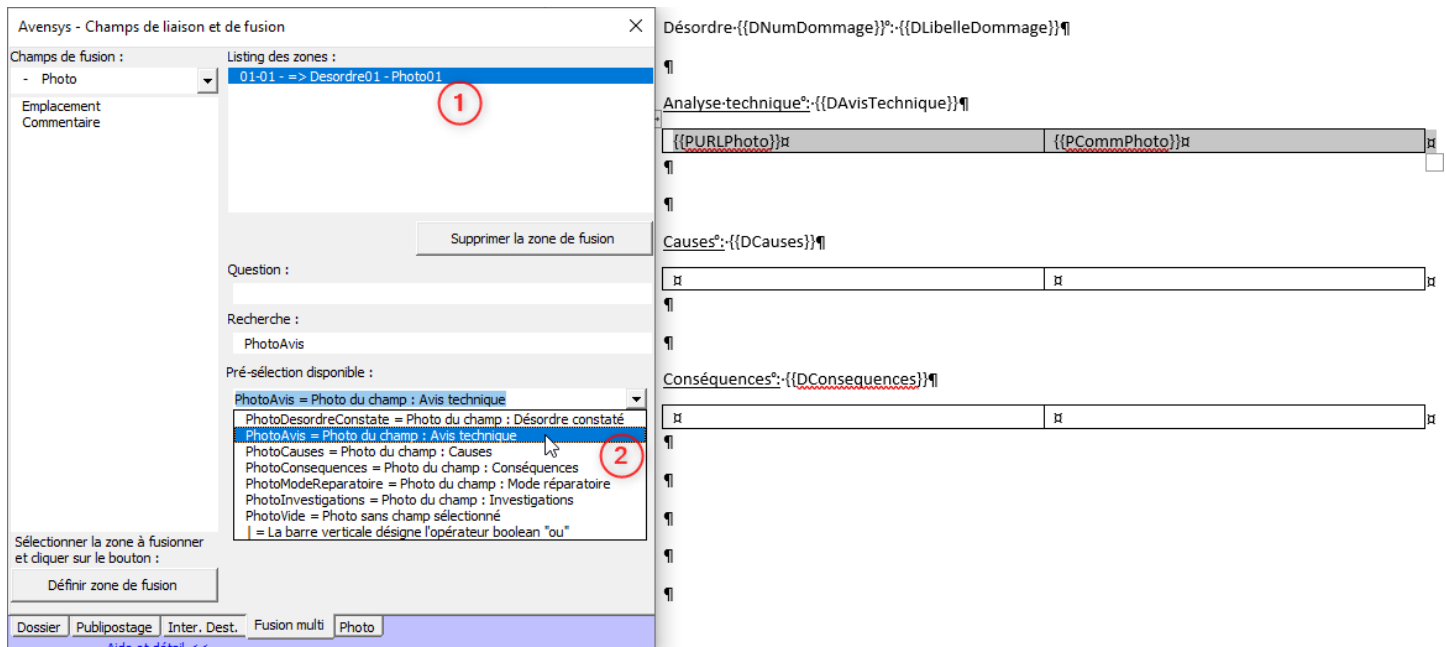 Avensys - Champs de liaison et de fusion
Champs de fusion :
- Photo
Emplacement
Commentaire
Sélectionner la zone à fusionner
et cliquer sur le bouton :
Définir zone de fusion
Listing des zones :
01-01 - => Desordre01 - Photo01
1
Supprimer la zone de fusion
Question :
Recherche :
PhotoAvis
Pré-sélection disponible :
PhotoAvis = Photo du champ : Avis technique
PhotoDesordreConstate = Photo du champ : Désordre constaté
PhotoAvis = Photo du champ : Avis technique
PhotoCauses = Photo du champ : Causes
2
PhotoConsequences = Photo du champ : Conséquences
PhotoModeReparatoire = Photo du champ : Mode réparatoire
PhotoInvestigations = Photo du champ : Investigations
PhotoVide = Photo sans champ sélectionné
| = La barre verticale désigne l'opérateur boolean "ou"
Dossier Publipostage Inter. Dest. Fusion multi Photo
Désordre·{{DNumDommage}}°:·{{DLibelleDommage}}¶
¶
Analyse·technique°:·{{DAvisTechnique}}¶
{{PURLPhoto}}¤ {{PCommPhoto}}¤ ¤
¶
¶
Causes°:·{{DCauses}}¶
¤ ¤ ¤
¶
¶
Conséquences°:·{{DConsequences}}¶
¤ ¤ ¤
¶
¶
¶
¶
¶